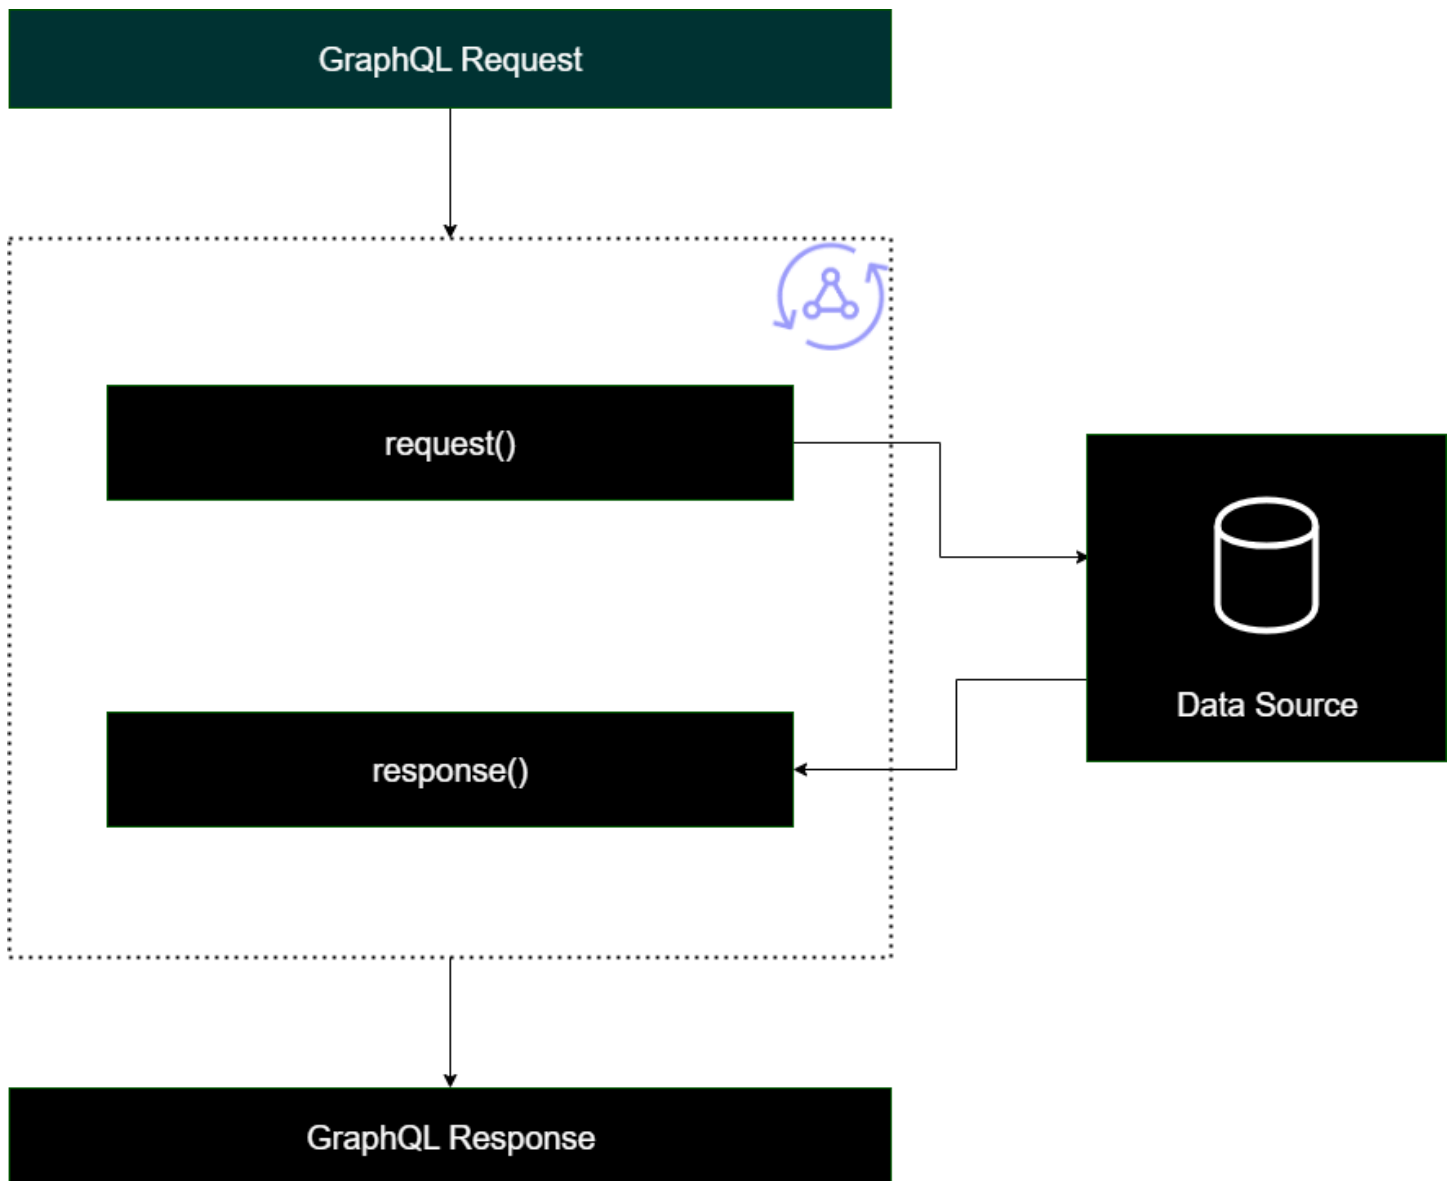 GraphQL Request
request()
response()
Data Source
GraphQL Response